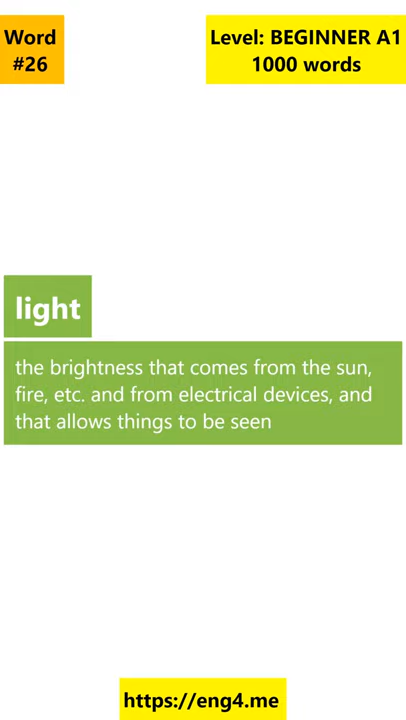 Word
#26
Level: BEGINNER A1
1000 words
light
the brightness that comes from the sun,
fire, etc. and from electrical devices, and
that allows things to be seen
https://eng4.me